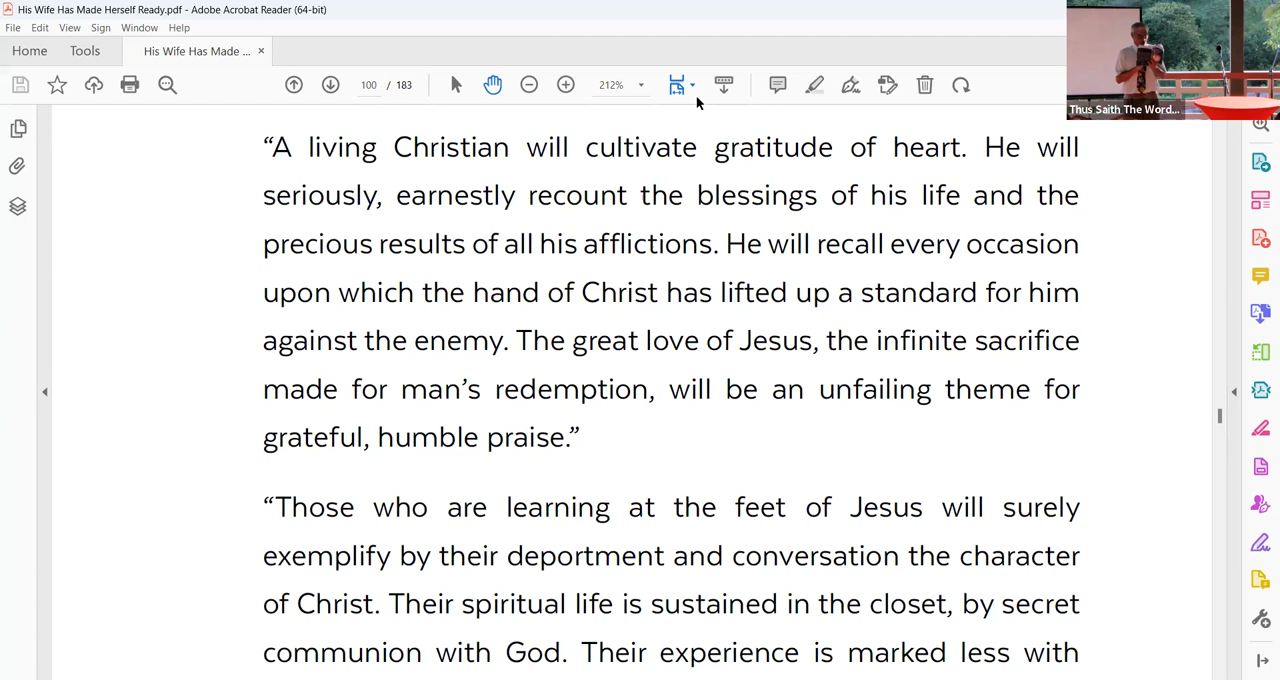 His Wife Has Made Herself Ready.pdf - Adobe Acrobat Reader (64-bit)
File Edit View Sign Window Help
Home Tools His Wife Has Made ... ×
100 / 183 212%
Thus Saith The Word...
“A living Christian will cultivate gratitude of heart. He will
seriously, earnestly recount the blessings of his life and the
precious results of all his afflictions. He will recall every occasion
upon which the hand of Christ has lifted up a standard for him
against the enemy. The great love of Jesus, the infinite sacrifice
made for man’s redemption, will be an unfailing theme for
grateful, humble praise.”
“Those who are learning at the feet of Jesus will surely
exemplify by their deportment and conversation the character
of Christ. Their spiritual life is sustained in the closet, by secret
communion with God. Their experience is marked less with